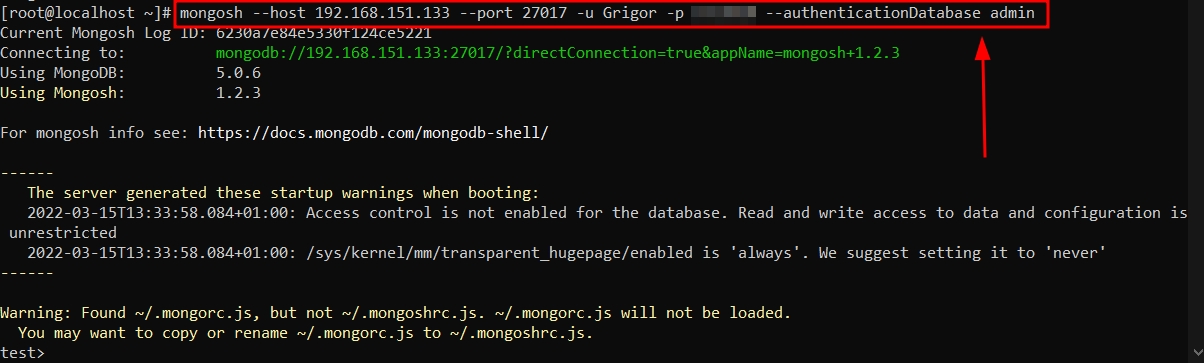 [root@localhost ~]# mongosh --host 192.168.151.133 --port 27017 -u Grigor -p --authenticationDatabase admin
Current Mongosh Log ID: 6230a7e84e5330f124ce5221
Connecting to: mongodb://192.168.151.133:27017/?directConnection=true&appName=mongosh+1.2.3
Using MongoDB: 5.0.6
Using Mongosh: 1.2.3
For mongosh info see: https://docs.mongodb.com/mongodb-shell/
------
The server generated these startup warnings when booting:
2022-03-15T13:33:58.084+01:00: Access control is not enabled for the database. Read and write access to data and configuration is
unrestricted
2022-03-15T13:33:58.084+01:00: /sys/kernel/mm/transparent_hugepage/enabled is 'always'. We suggest setting it to 'never'
------
Warning: Found ~/.mongorc.js, but not ~/.mongoshrc.js. ~/.mongorc.js will not be loaded.
You may want to copy or rename ~/.mongorc.js to ~/.mongoshrc.js.
test>